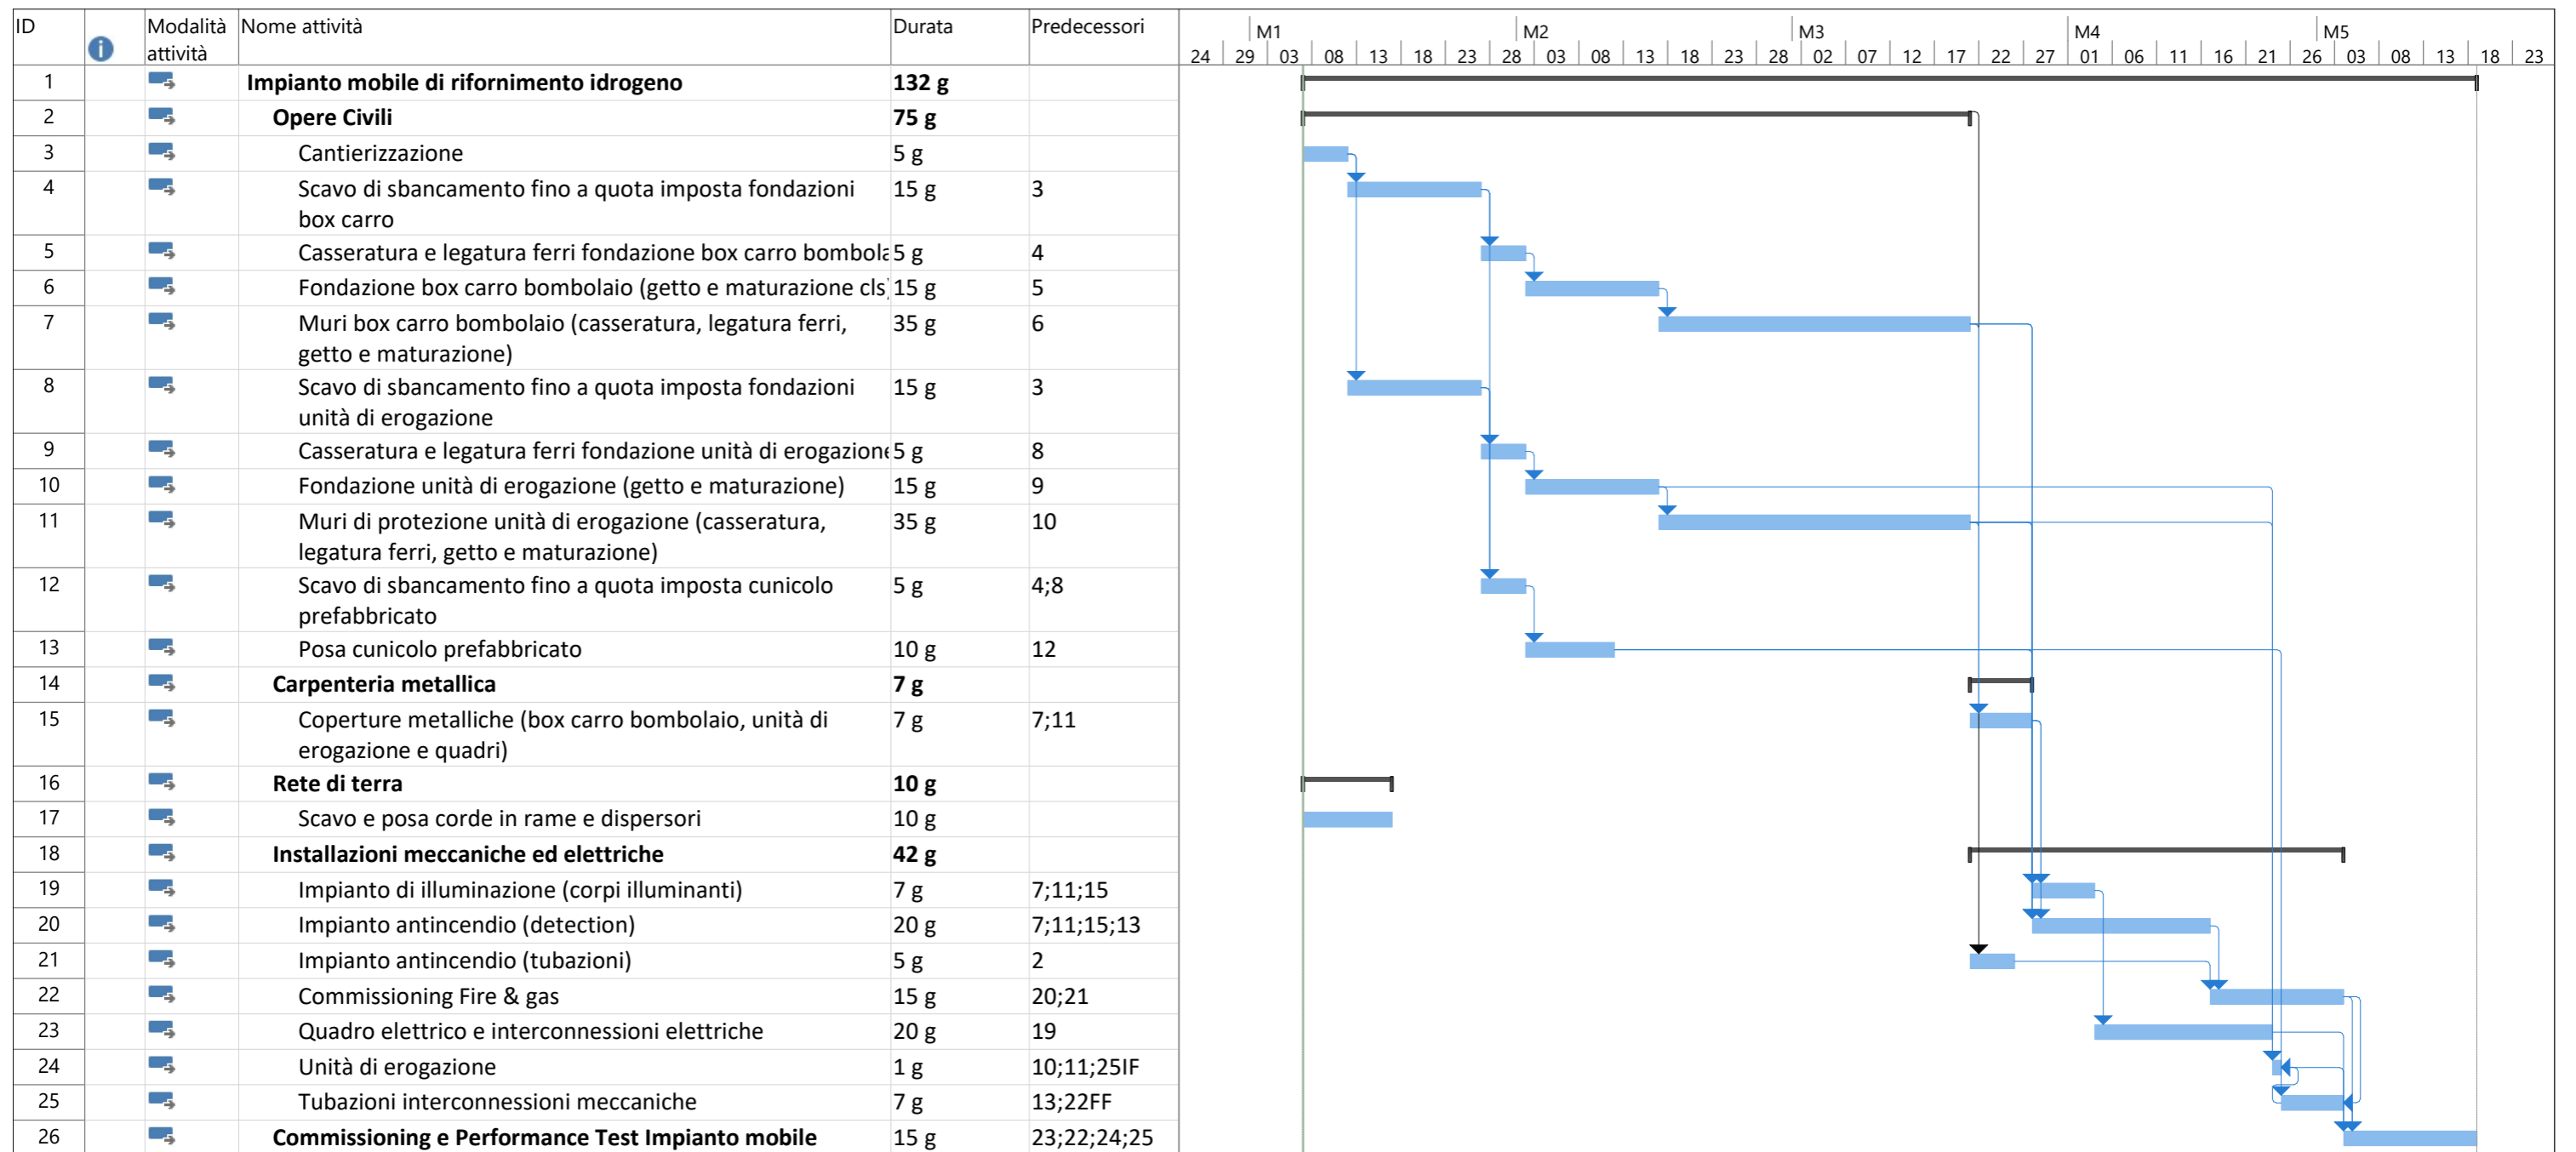 ID Modalità attività Nome attività Durata Predecessori
M1 M2 M3 M4 M5
24 29 03 08 13 18 23 28 03 08 13 18 23 28 02 07 12 17 22 27 01 06 11 16 21 26 03 08 13 18 23
1 Impianto mobile di rifornimento idrogeno 132 g
2 Opere Civili 75 g
3 Cantierizzazione 5 g
4 Scavo di sbancamento fino a quota imposta fondazioni 15 g 3
box carro
5 Casseratura e legatura ferri fondazione box carro bombola 5 g 4
6 Fondazione box carro bombolaio (getto e maturazione cls) 15 g 5
7 Muri box carro bombolaio (casseratura, legatura ferri, 35 g 6
getto e maturazione)
8 Scavo di sbancamento fino a quota imposta fondazioni 15 g 3
unità di erogazione
9 Casseratura e legatura ferri fondazione unità di erogazione 5 g 8
10 Fondazione unità di erogazione (getto e maturazione) 15 g 9
11 Muri di protezione unità di erogazione (casseratura, 35 g 10
legatura ferri, getto e maturazione)
12 Scavo di sbancamento fino a quota imposta cunicolo 5 g 4;8
prefabbricato
13 Posa cunicolo prefabbricato 10 g 12
14 Carpenteria metallica 7 g
15 Coperture metalliche (box carro bombolaio, unità di 7 g 7;11
erogazione e quadri)
16 Rete di terra 10 g
17 Scavo e posa corde in rame e dispersori 10 g
18 Installazioni meccaniche ed elettriche 42 g
19 Impianto di illuminazione (corpi illuminanti) 7 g 7;11;15
20 Impianto antincendio (detection) 20 g 7;11;15;13
21 Impianto antincendio (tubazioni) 5 g 2
22 Commissioning Fire & gas 15 g 20;21
23 Quadro elettrico e interconnessioni elettriche 20 g 19
24 Unità di erogazione 1 g 10;11;25IF
25 Tubazioni interconnessioni meccaniche 7 g 13;22FF
26 Commissioning e Performance Test Impianto mobile 15 g 23;22;24;25